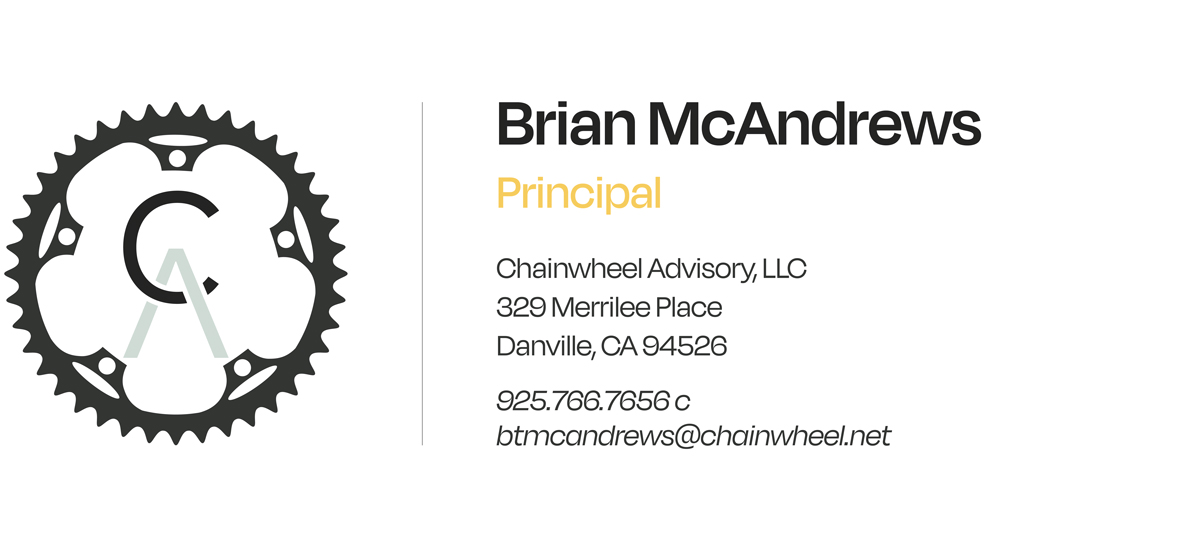 CA
Brian McAndrews
Principal
Chainwheel Advisory, LLC
329 Merrilee Place
Danville, CA 94526
925.766.7656 c
btmcandrews@chainwheel.net